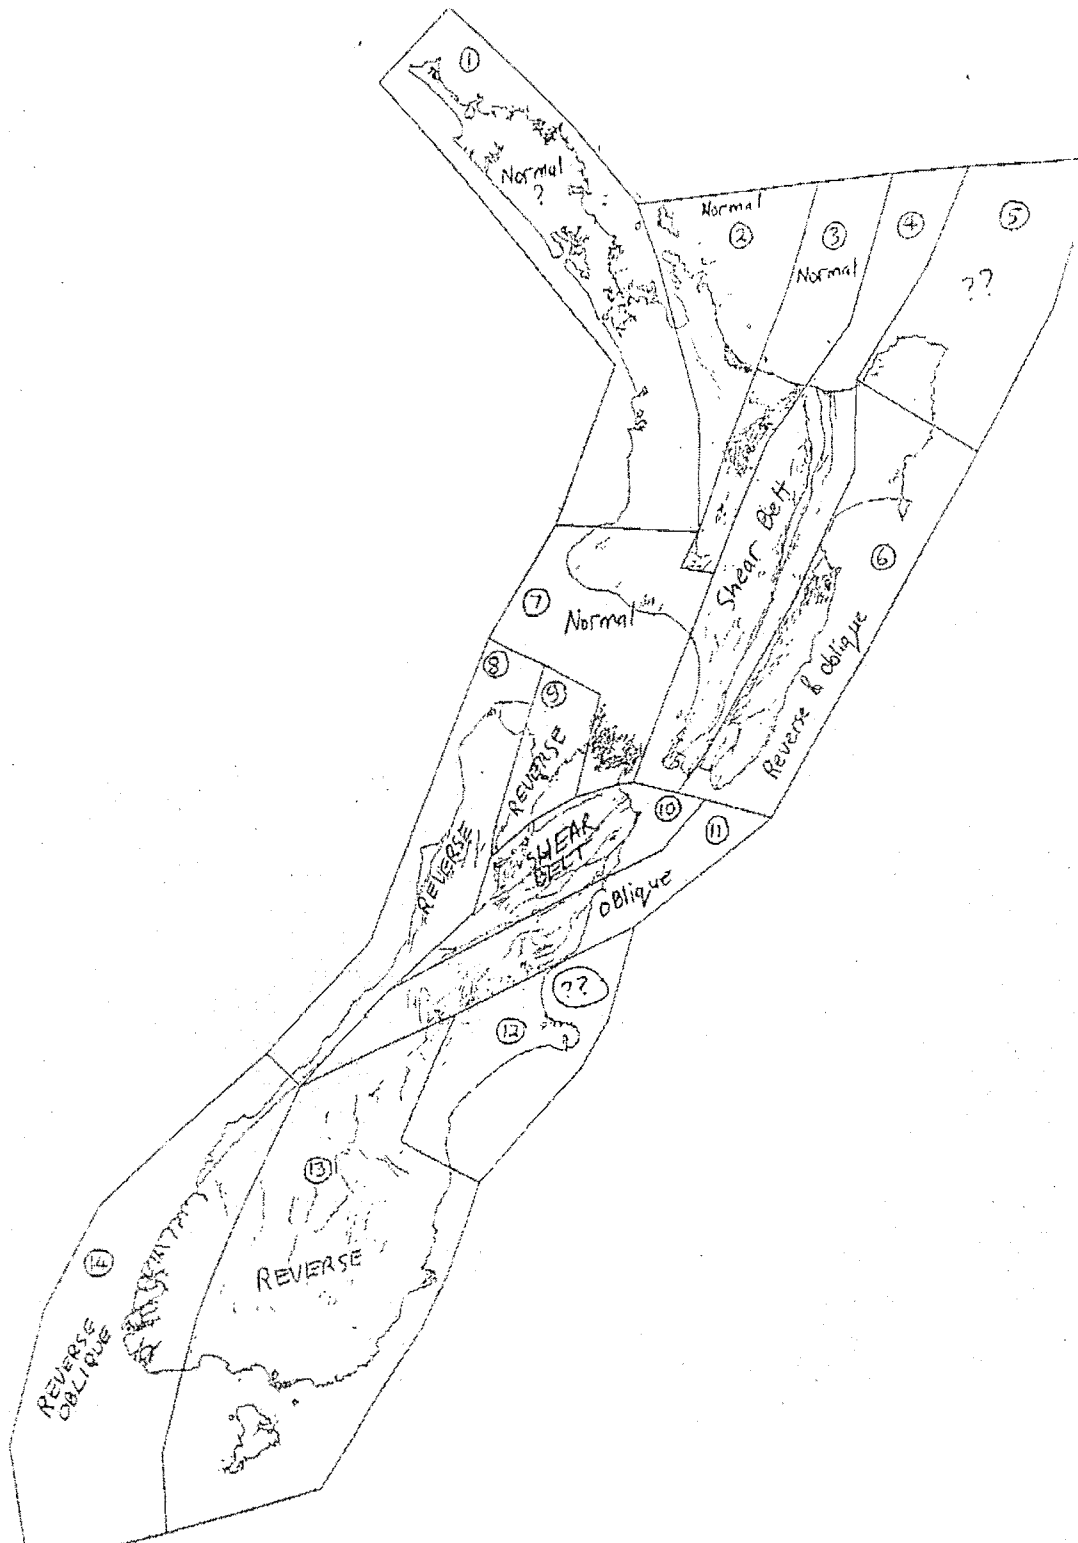 ①
Normal
?
Normal
②
③
Normal
④
⑤
??
Shear Belt
⑥
Reverse & oblique
⑦
Normal
⑧
⑨
REVERSE
REVERSE
SHEAR
BELT
⑩
⑪
OBlique
??
⑫
⑬
REVERSE
⑭
REVERSE
OBLIQUE